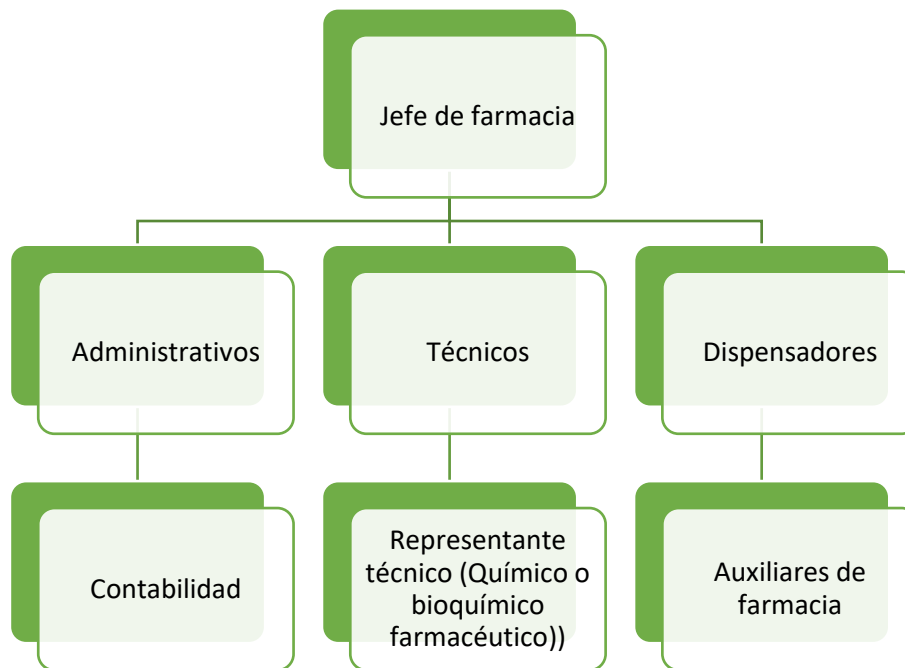 Jefe de farmacia
Administrativos
Técnicos
Dispensadores
Contabilidad
Representante
técnico (Químico o
bioquímico
farmacéutico))
Auxiliares de
farmacia